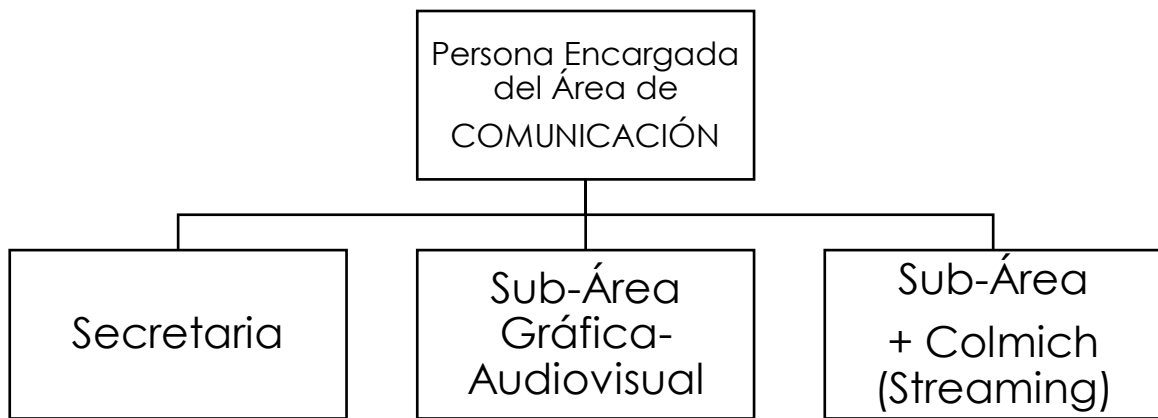 Persona Encargada
del Área de
COMUNICACIÓN
Secretaria
Sub-Área
Gráfica-
Audiovisual
Sub-Área
+ Colmich
(Streaming)